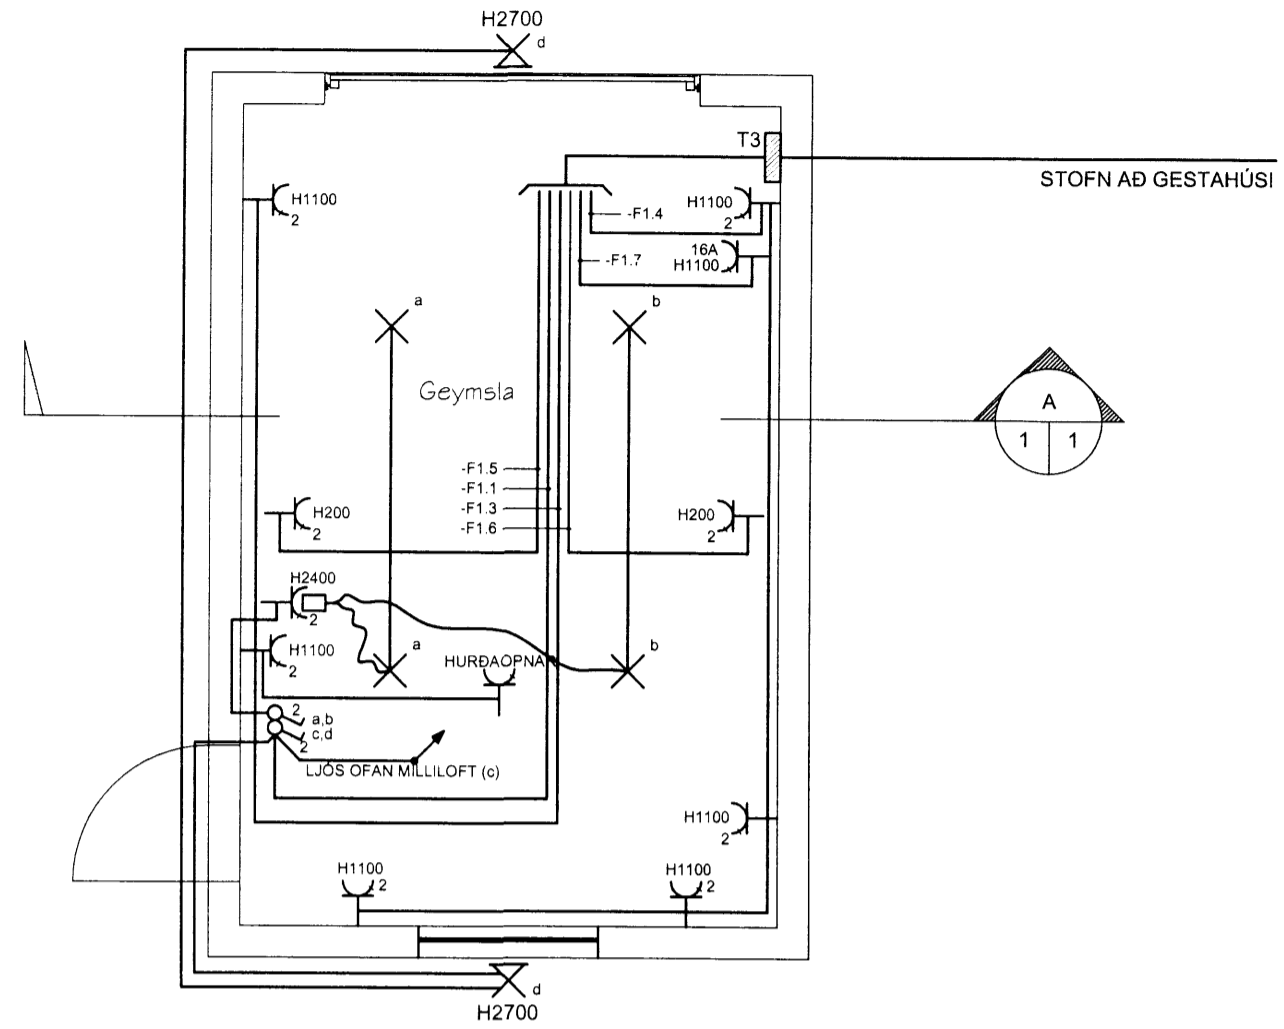 H2700
d
T3
STOFN AÐ GESTAHÚSI
H1100
2
-F1.4
H1100
2
-F1.7
16A
H1100
a
b
Geymsla
A
1 1
-F1.5
-F1.1
-F1.3
-F1.6
H200
2
H200
2
H2400
2
H1100
2
a
HURÐAOPNA
b
2
a,b
c,d
2
LJÓS OFAN MILLILOFT (c)
H1100
2
H1100
2
H1100
2
d
H2700